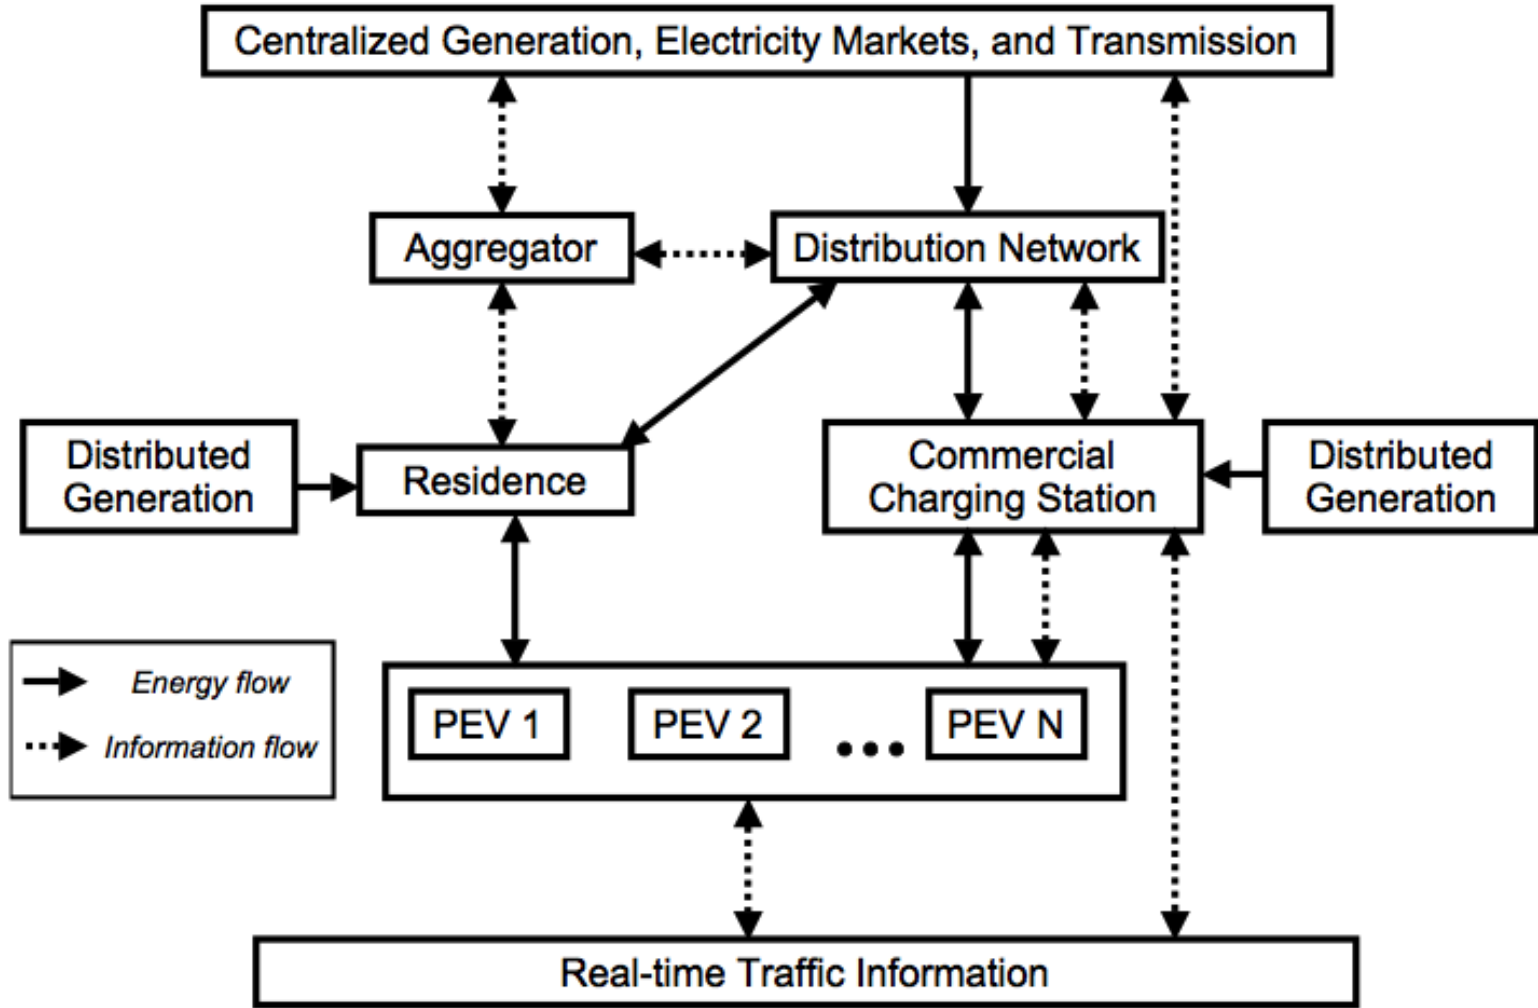 Centralized Generation, Electricity Markets, and Transmission
Aggregator
Distribution Network
Distributed
Generation
Residence
Commercial
Charging Station
Distributed
Generation
Energy flow
Information flow
PEV 1
PEV 2
•••
PEV N
Real-time Traffic Information